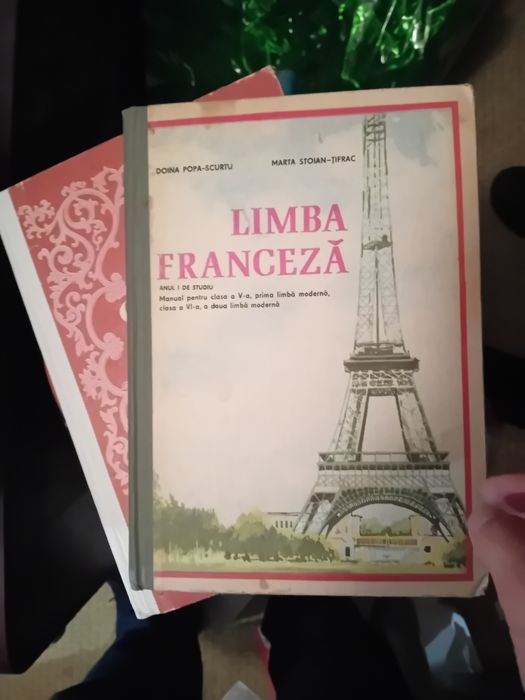 DOINA POPA-SCURTU MARTA STOIAN-ȚIFRAC
LIMBA
FRANCEZĂ
ANUL I DE STUDIU
Manual pentru clasa a V-a, prima limbă modernă,
clasa a VI-a, a doua limbă modernă